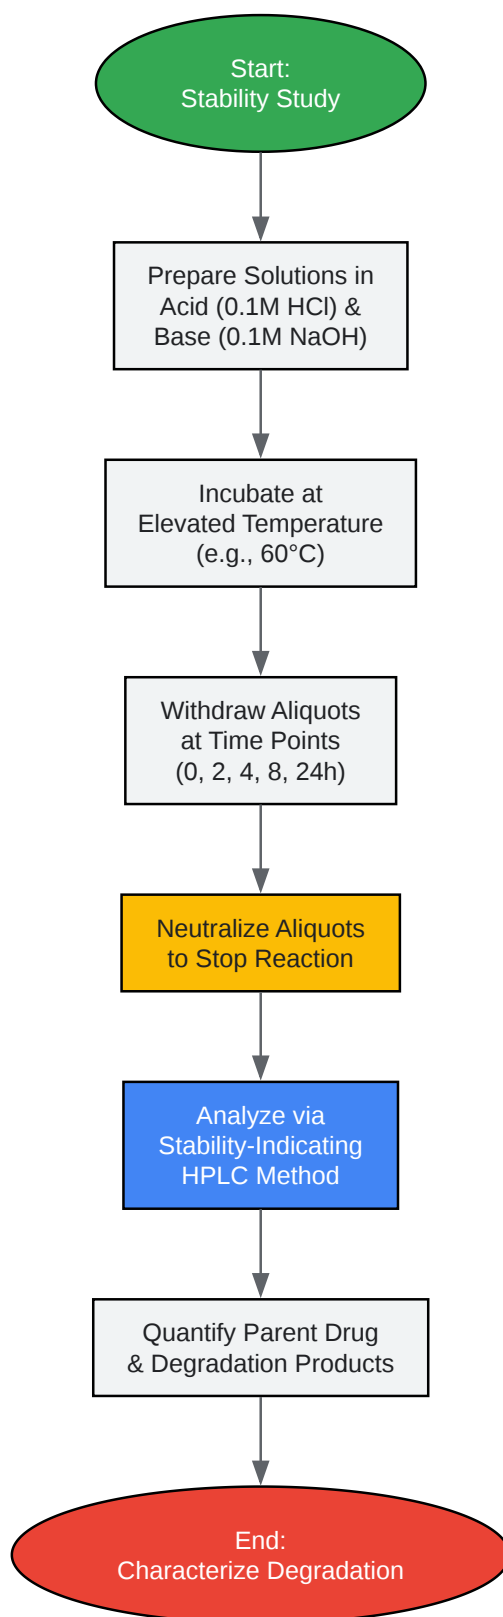 Start:
Stability Study
Prepare Solutions in
Acid (0.1M HCl) &
Base (0.1M NaOH)
Incubate at
Elevated Temperature
(e.g., 60°C)
Withdraw Aliquots
at Time Points
(0, 2, 4, 8, 24h)
Neutralize Aliquots
to Stop Reaction
Analyze via
Stability-Indicating
HPLC Method
Quantify Parent Drug
& Degradation Products
End:
Characterize Degradation